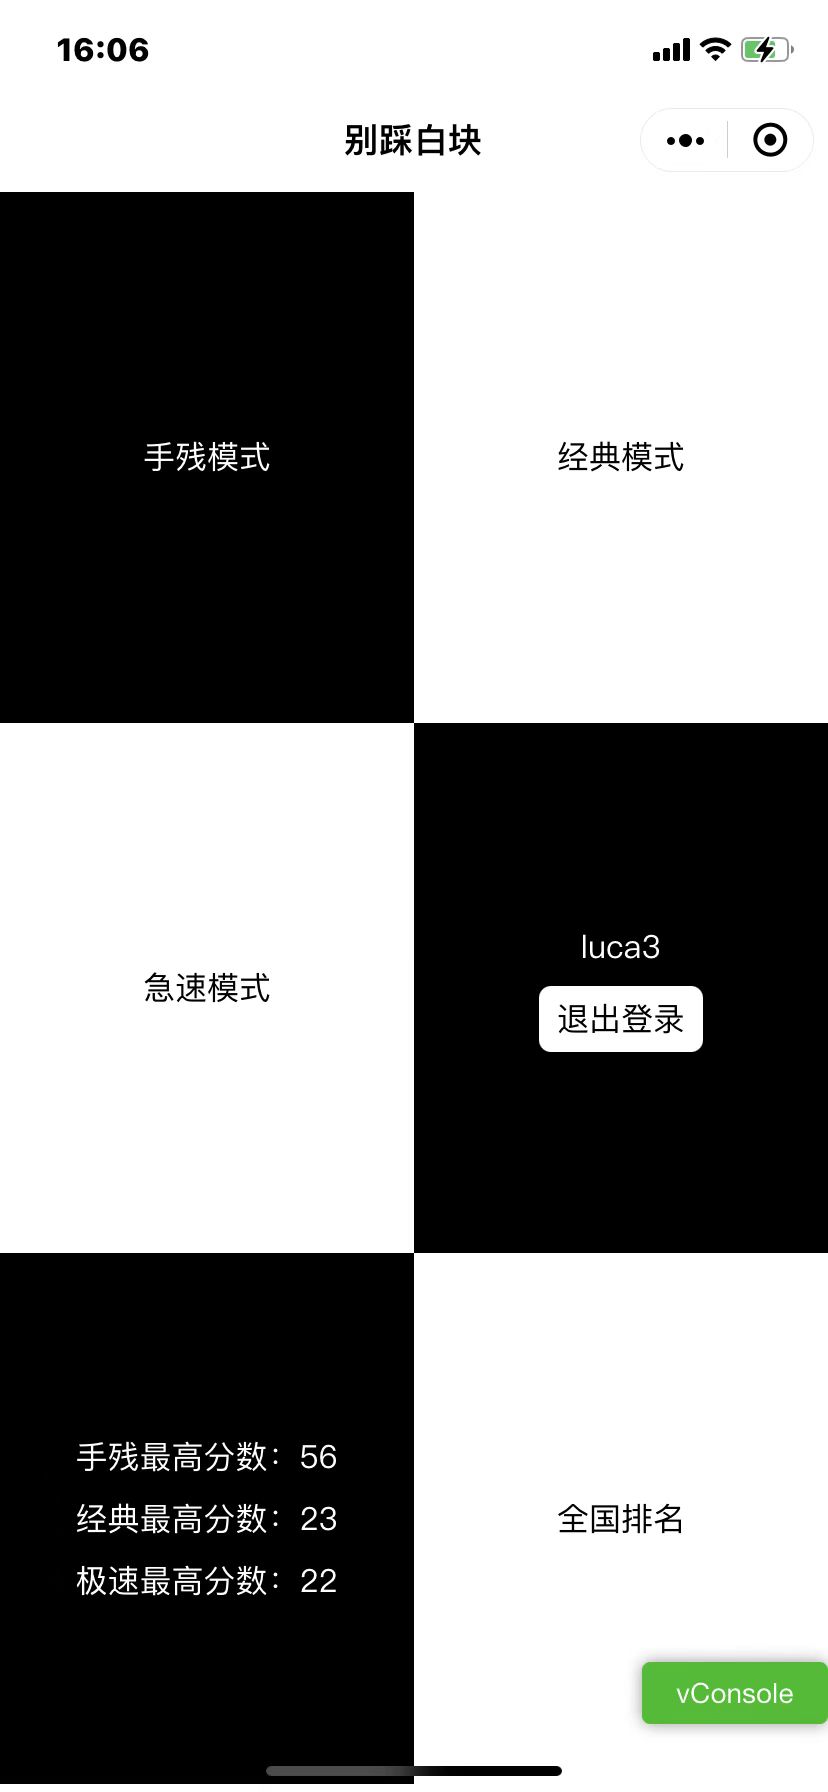 16:06
别踩白块
手残模式
经典模式
急速模式
luca3
退出登录
手残最高分数：56
经典最高分数：23
极速最高分数：22
全国排名
vConsole